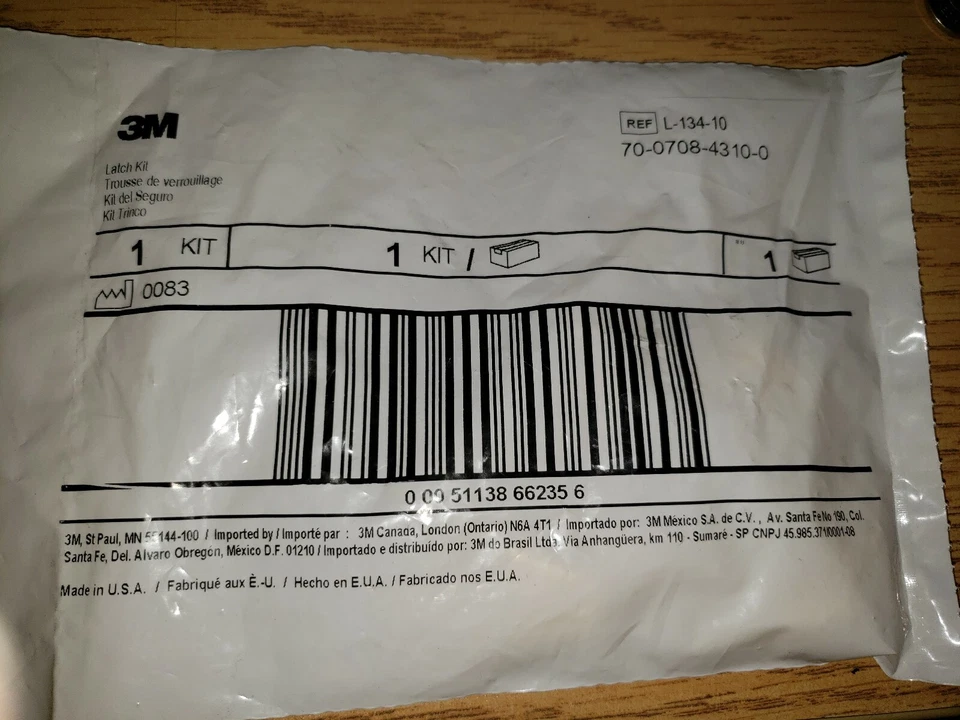 3M
REF L-134-10
70-0708-4310-0
Latch Kit
Trousse de verrouillage
Kit del Seguro
Kit Trinco
1 KIT 1 KIT / 1
0083
0 09 51138 66235 6
3M, St Paul, MN 55144-100 / Imported by / Importé par : 3M Canada, London (Ontario) N6A 4T1 / Importado por: 3M México S.A. de C.V. , Av. Santa Fe No 190, Col.
Santa Fe, Del. Alvaro Obregón, México D.F. 01210 / Importado e distribuido por: 3M do Brasil Ltda. Via Anhangüera, km 110 - Sumaré - SP CNPJ 45.985.371/0001-08
Made in U.S.A. / Fabriqué aux É.-U. / Hecho en E.U.A. / Fabricado nos E.U.A.